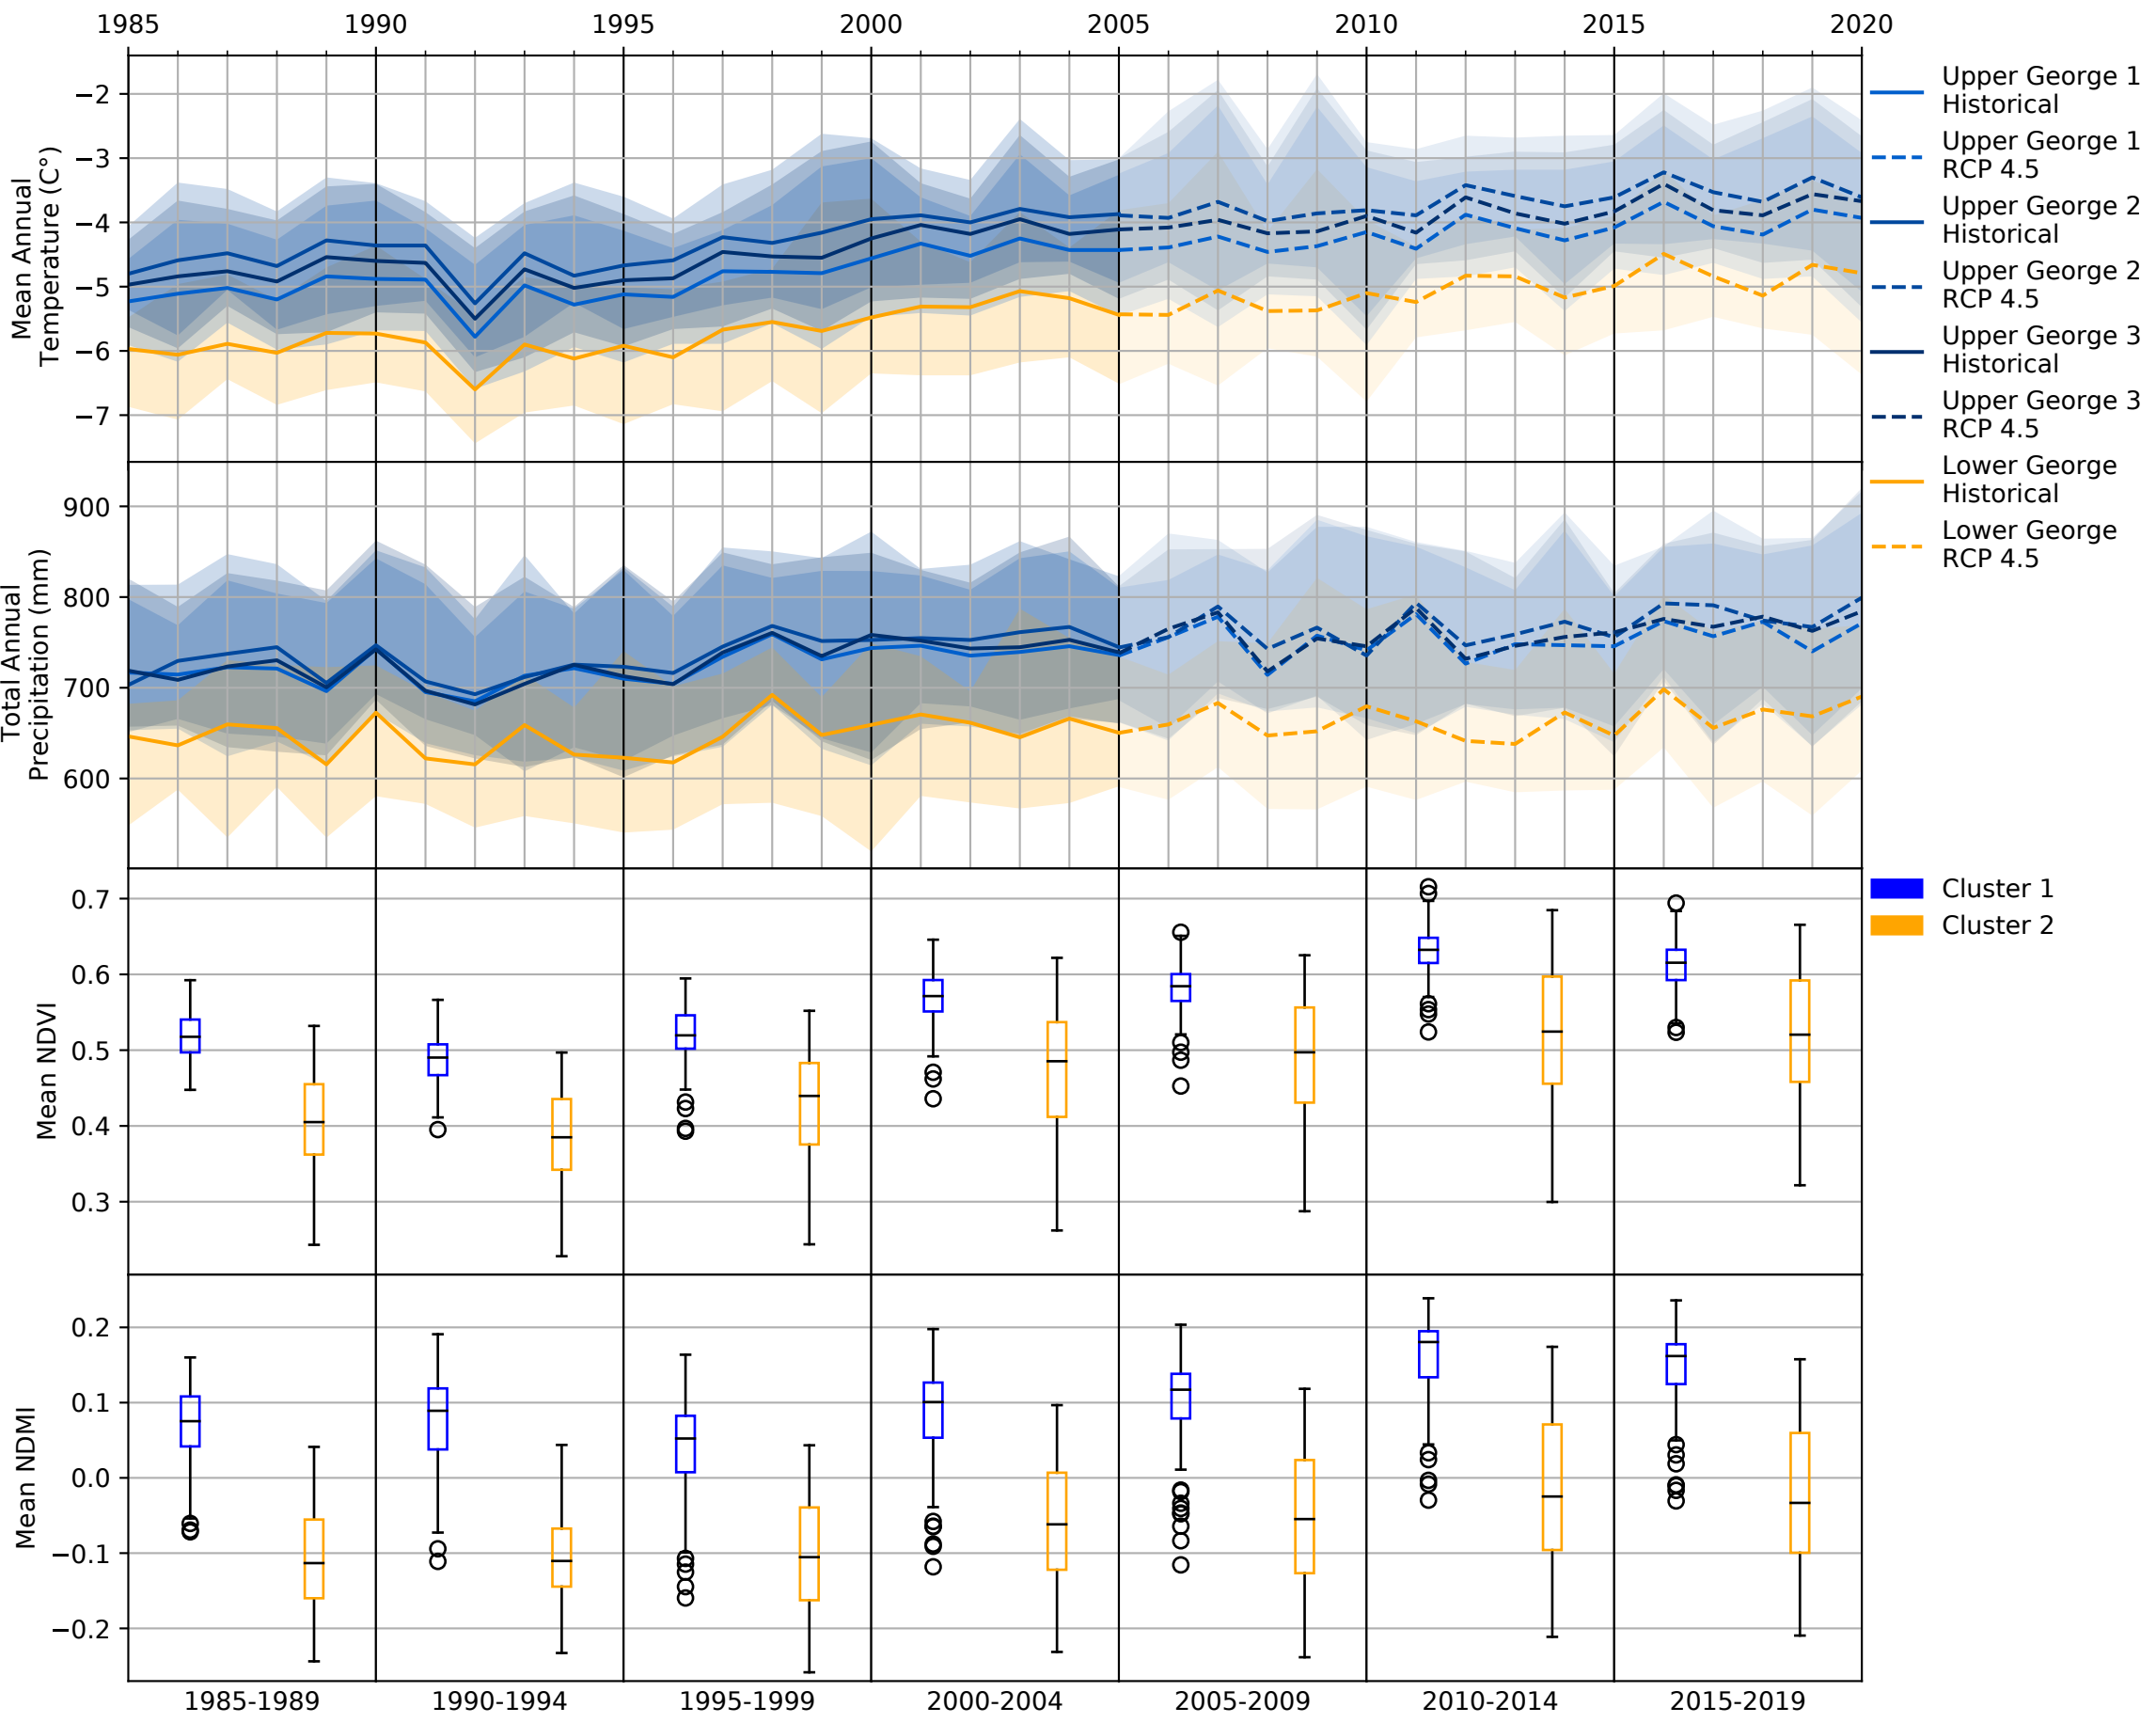 1985 1990 1995 2000 2005 2010 2015 2020
Mean Annual
Temperature (C°)
−2
−3
−4
−5
−6
−7
Upper George 1
Historical
Upper George 1
RCP 4.5
Upper George 2
Historical
Upper George 2
RCP 4.5
Upper George 3
Historical
Upper George 3
RCP 4.5
Lower George
Historical
Lower George
RCP 4.5
Total Annual
Precipitation (mm)
900
800
700
600
Mean NDVI
0.7
0.6
0.5
0.4
0.3
Cluster 1
Cluster 2
Mean NDMI
0.2
0.1
0.0
−0.1
−0.2
1985-1989 1990-1994 1995-1999 2000-2004 2005-2009 2010-2014 2015-2019